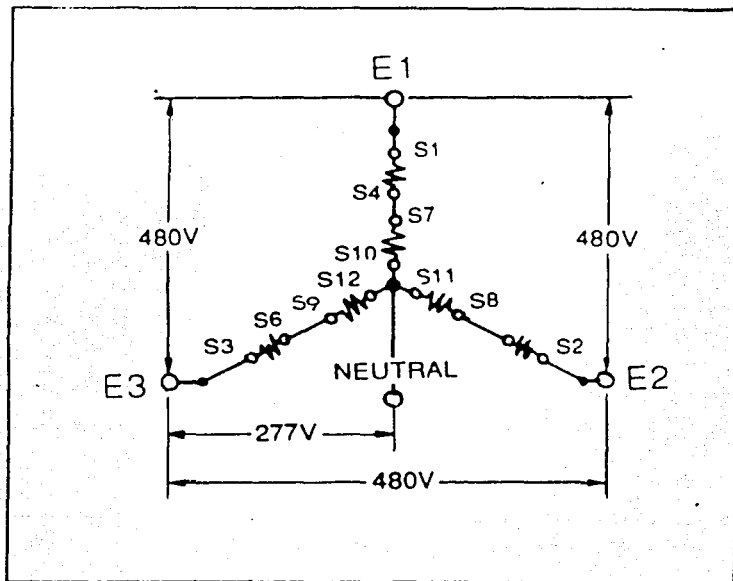 E1
S1
S4
S7
480V
480V
S10
S12
S11
S9
S8
S6
S3
S2
NEUTRAL
E3
E2
277V
480V